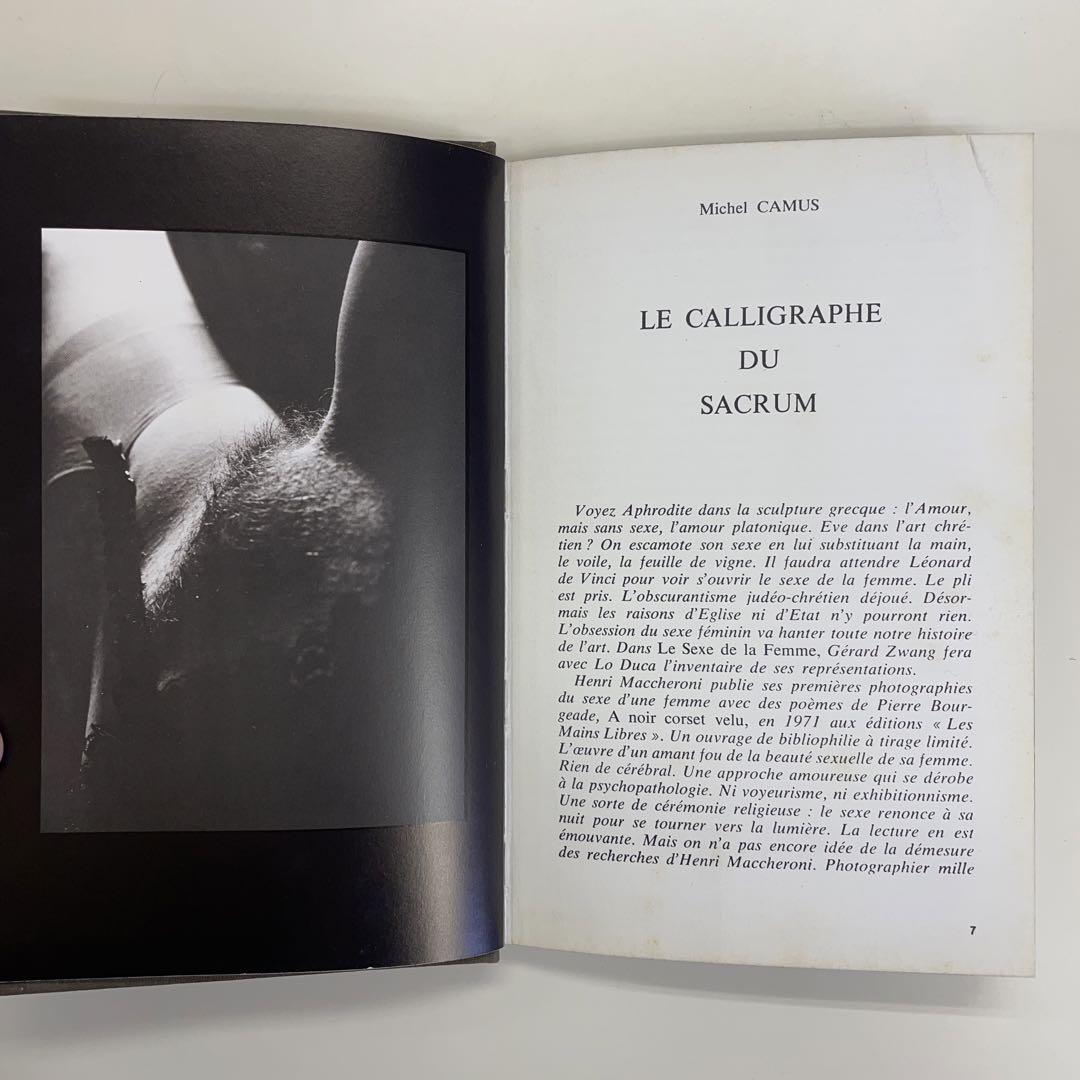 Michel CAMUS
LE CALLIGRAPHE
DU
SACRUM
Voyez Aphrodite dans la sculpture grecque : l'Amour,
mais sans sexe, l'amour platonique. Eve dans l'art chré-
tien ? On escamote son sexe en lui substituant la main,
le voile, la feuille de vigne. Il faudra attendre Léonard
de Vinci pour voir s'ouvrir le sexe de la femme. Le pli
est pris. L'obscurantisme judéo-chrétien déjoué. Désor-
mais les raisons d'Eglise ni d'Etat n'y pourront rien.
L'obsession du sexe féminin va hanter toute notre histoire
de l'art. Dans Le Sexe de la Femme, Gérard Zwang fera
avec Lo Duca l'inventaire de ses représentations.
Henri Maccheroni publie ses premières photographies
du sexe d'une femme avec des poèmes de Pierre Bour-
geade, A noir corset velu, en 1971 aux éditions « Les
Mains Libres ». Un ouvrage de bibliophilie à tirage limité.
L'œuvre d'un amant fou de la beauté sexuelle de sa femme.
Rien de cérébral. Une approche amoureuse qui se dérobe
à la psychopathologie. Ni voyeurisme, ni exhibitionnisme.
Une sorte de cérémonie religieuse : le sexe renonce à sa
nuit pour se tourner vers la lumière. La lecture en est
émouvante. Mais on n'a pas encore idée de la démesure
des recherches d'Henri Maccheroni. Photographier mille
7